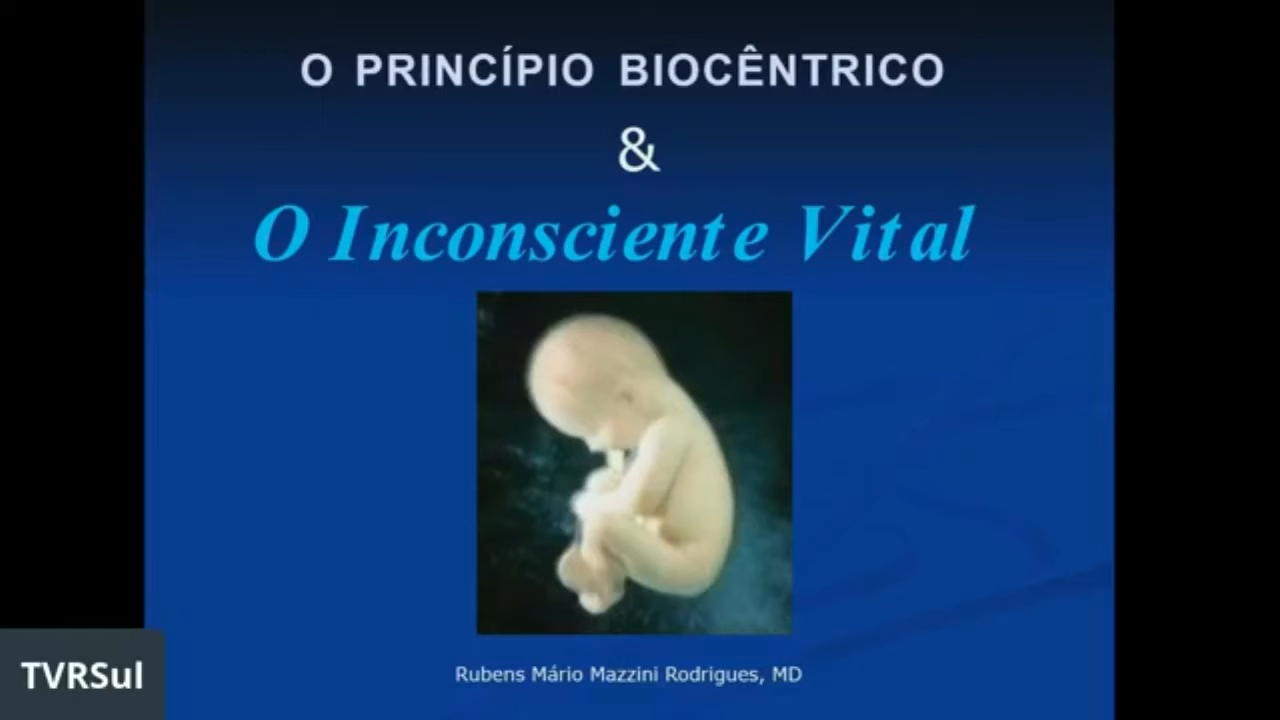 O PRINCÍPIO BIOCÊNTRICO
&
O Inconsciente Vital
Rubens Mário Mazzini Rodrigues, MD
TVRSul